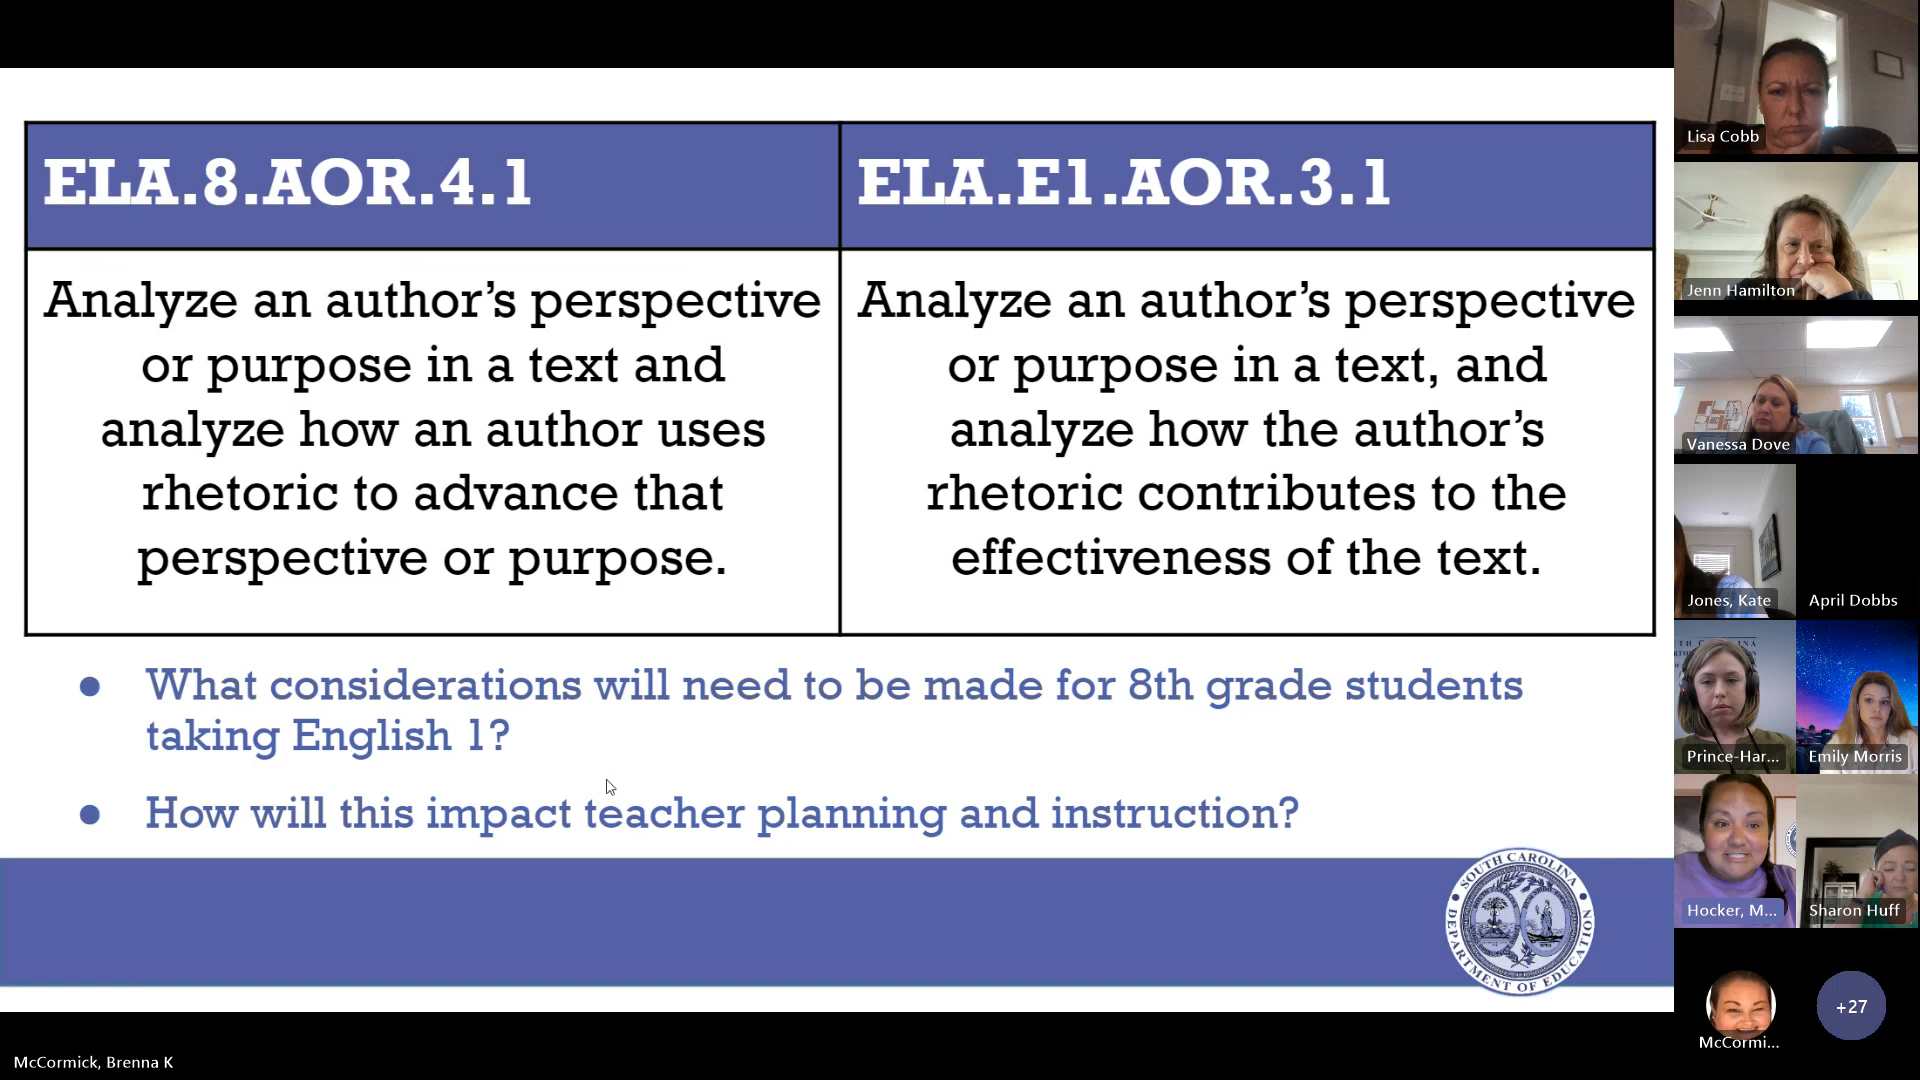 ELA.8.AOR.4.1
Analyze an author's perspective
or purpose in a text and
analyze how an author uses
rhetoric to advance that
perspective or purpose.
ELA.E1.AOR.3.1
Analyze an author's perspective
or purpose in a text, and
analyze how the author's
rhetoric contributes to the
effectiveness of the text.
● What considerations will need to be made for 8th grade students
taking English 1?
● How will this impact teacher planning and instruction?
SOUTH CAROLINA
DEPARTMENT OF EDUCATION
McCormick, Brenna K
Lisa Cobb
Jenn Hamilton
Vanessa Dove
Jones, Kate
April Dobbs
Prince-Har...
Emily Morris
Hocker, M...
Sharon Huff
McCormi...
+27